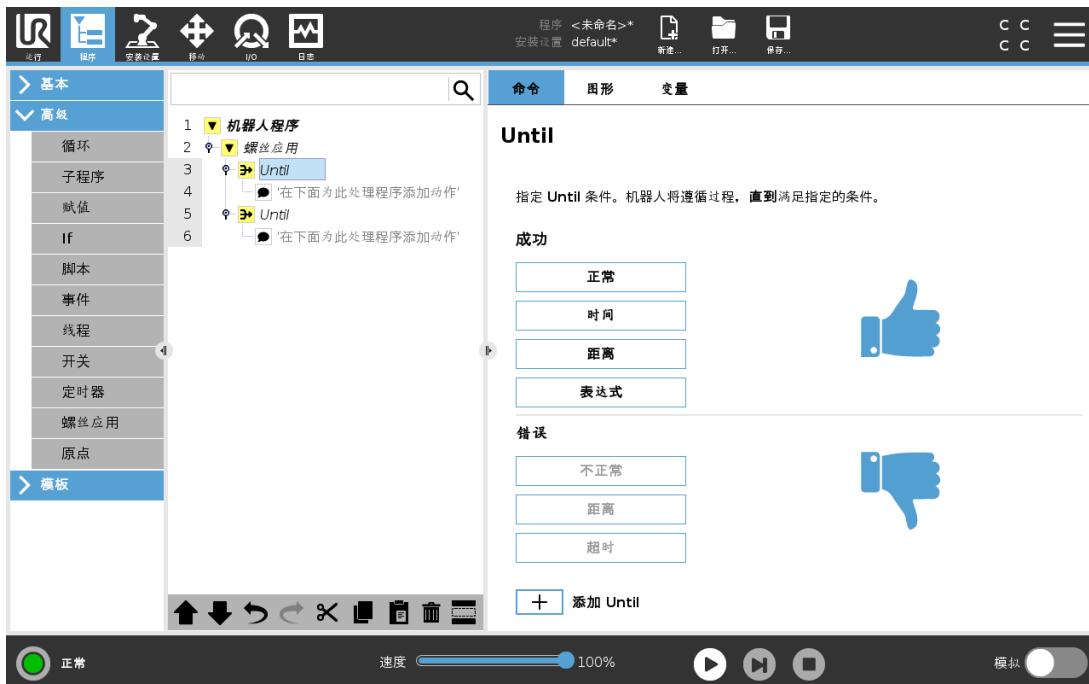 程序 <未命名>*
安装设置 default*
新建... 打开... 保存...
C C
C C
运行 程序 安装设置 移动 I/O 日志
基本
高级
循环
子程序
赋值
If
脚本
事件
线程
开关
定时器
螺丝应用
原点
模板
1 机器人程序
2 螺丝应用
3 Until
4 '在下面为此处理程序添加动作'
5 Until
6 '在下面为此处理程序添加动作'
命令 图形 变量
Until
指定 Until 条件。机器人将遵循过程，直到满足指定的条件。
成功
正常
时间
距离
表达式
错误
不正常
距离
超时
添加 Until
正常
速度 100%
模拟